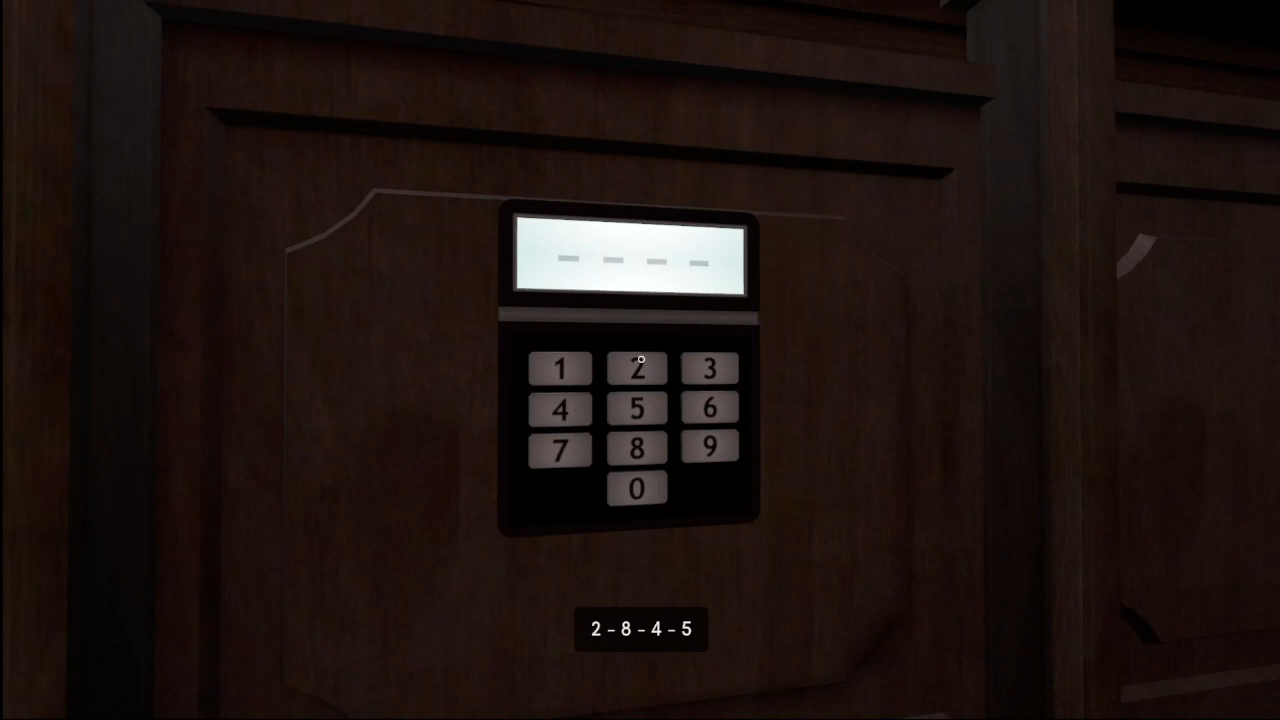 – – – –
1 2 3
4 5 6
7 8 9
0
2 - 8 - 4 - 5